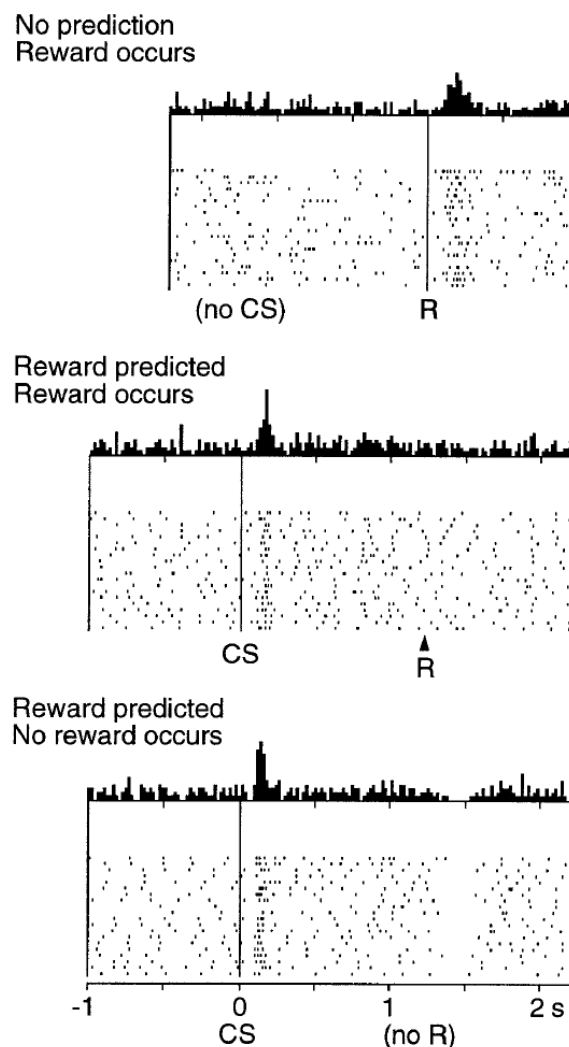 No prediction
Reward occurs
(no CS) R
Reward predicted
Reward occurs
CS
R
Reward predicted
No reward occurs
-1 0 1 2 s
CS (no R)